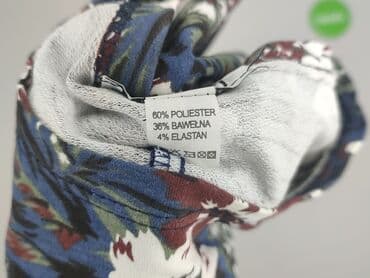 60% POLIESTER
36% BAWEŁNA
4% ELASTAN